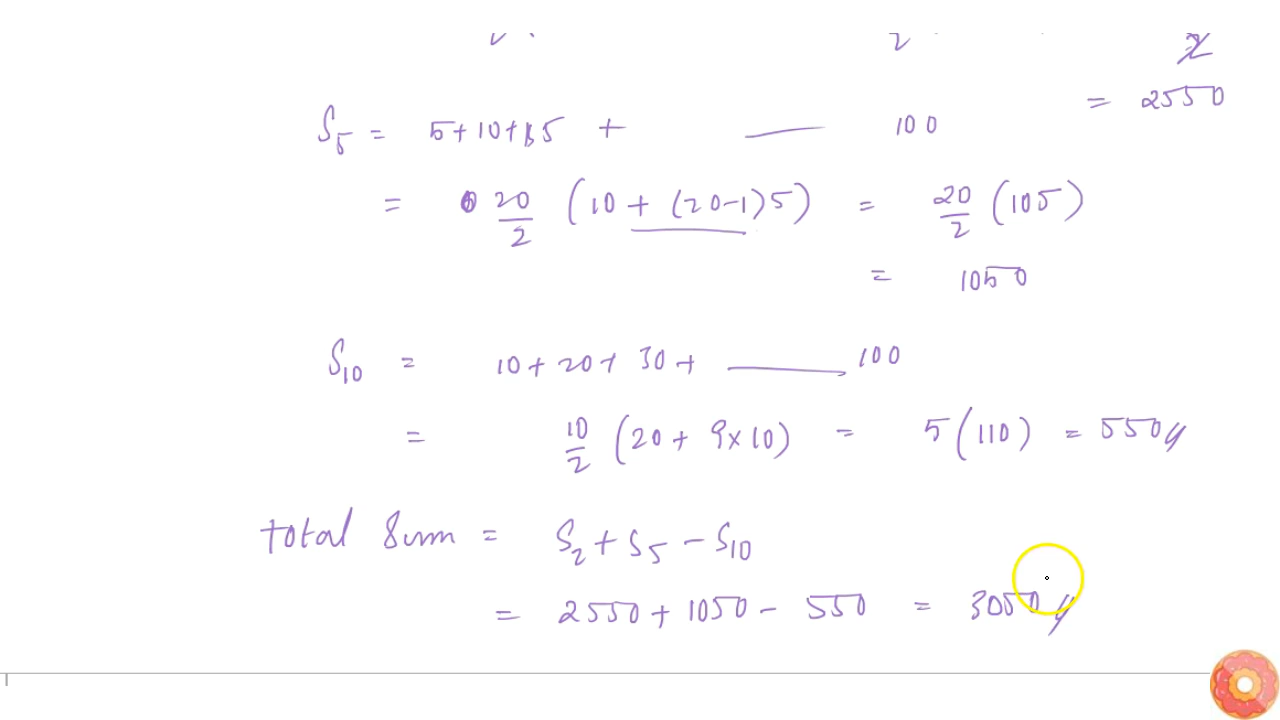 = 2550
S₅ = 5+10+15 + —— 100
= 20/2 (10 + (20-1)5) = 20/2 (105)
= 1050
S₁₀ = 10+20+ 30+ —— 100
= 10/2 (20 + 9×10) = 5(110) = 550
total Sum = S₂ + S₅ - S₁₀
= 2550 + 1050 - 550 = 3050